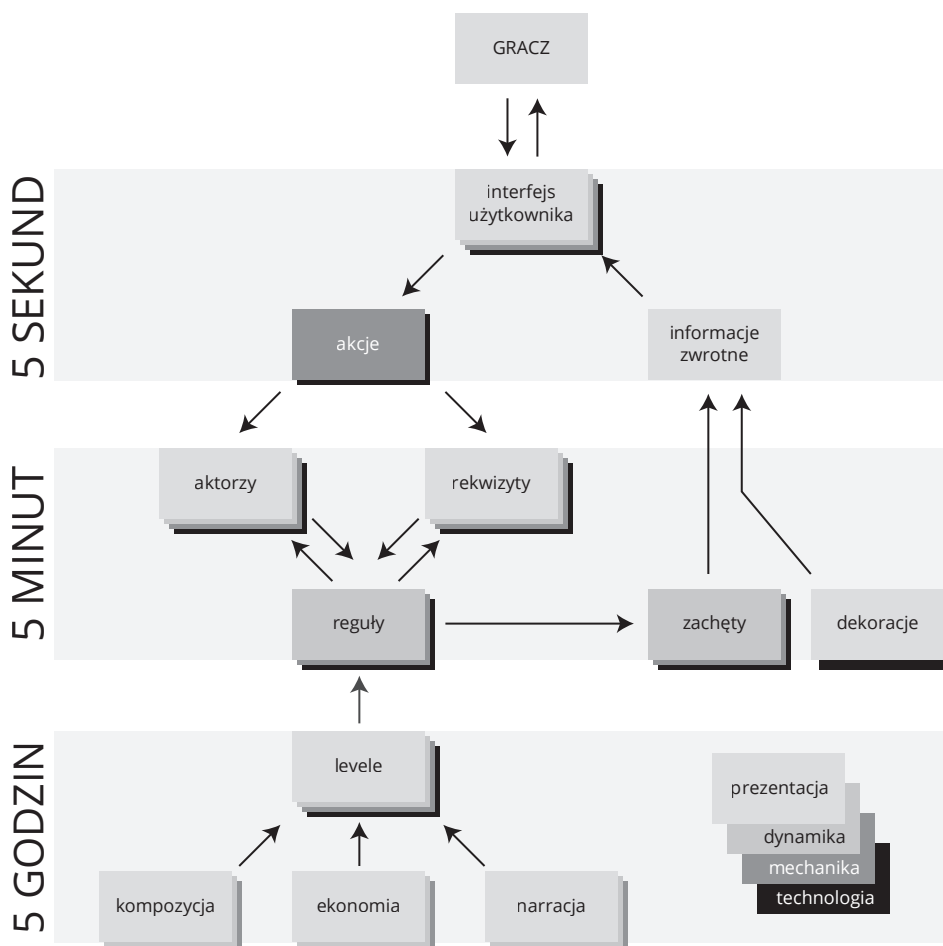 GRACZ
5 SEKUND
interfejs
użytkownika
akcje
informacje
zwrotne
5 MINUT
aktorzy
rekwizyty
reguły
zachęty
dekoracje
5 GODZIN
levele
kompozycja
ekonomia
narracja
prezentacja
dynamika
mechanika
technologia